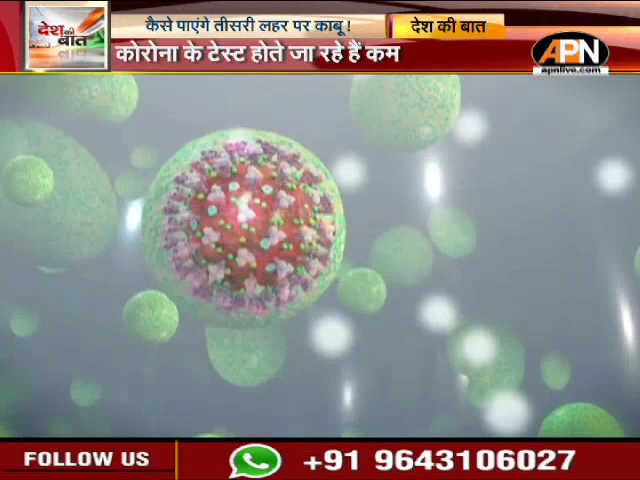 देश की बात
कैसे पाएंगे तीसरी लहर पर काबू !
देश की बात
कोरोना के टेस्ट होते जा रहे हैं कम
APN
apnlive.com
FOLLOW US
+91 9643106027